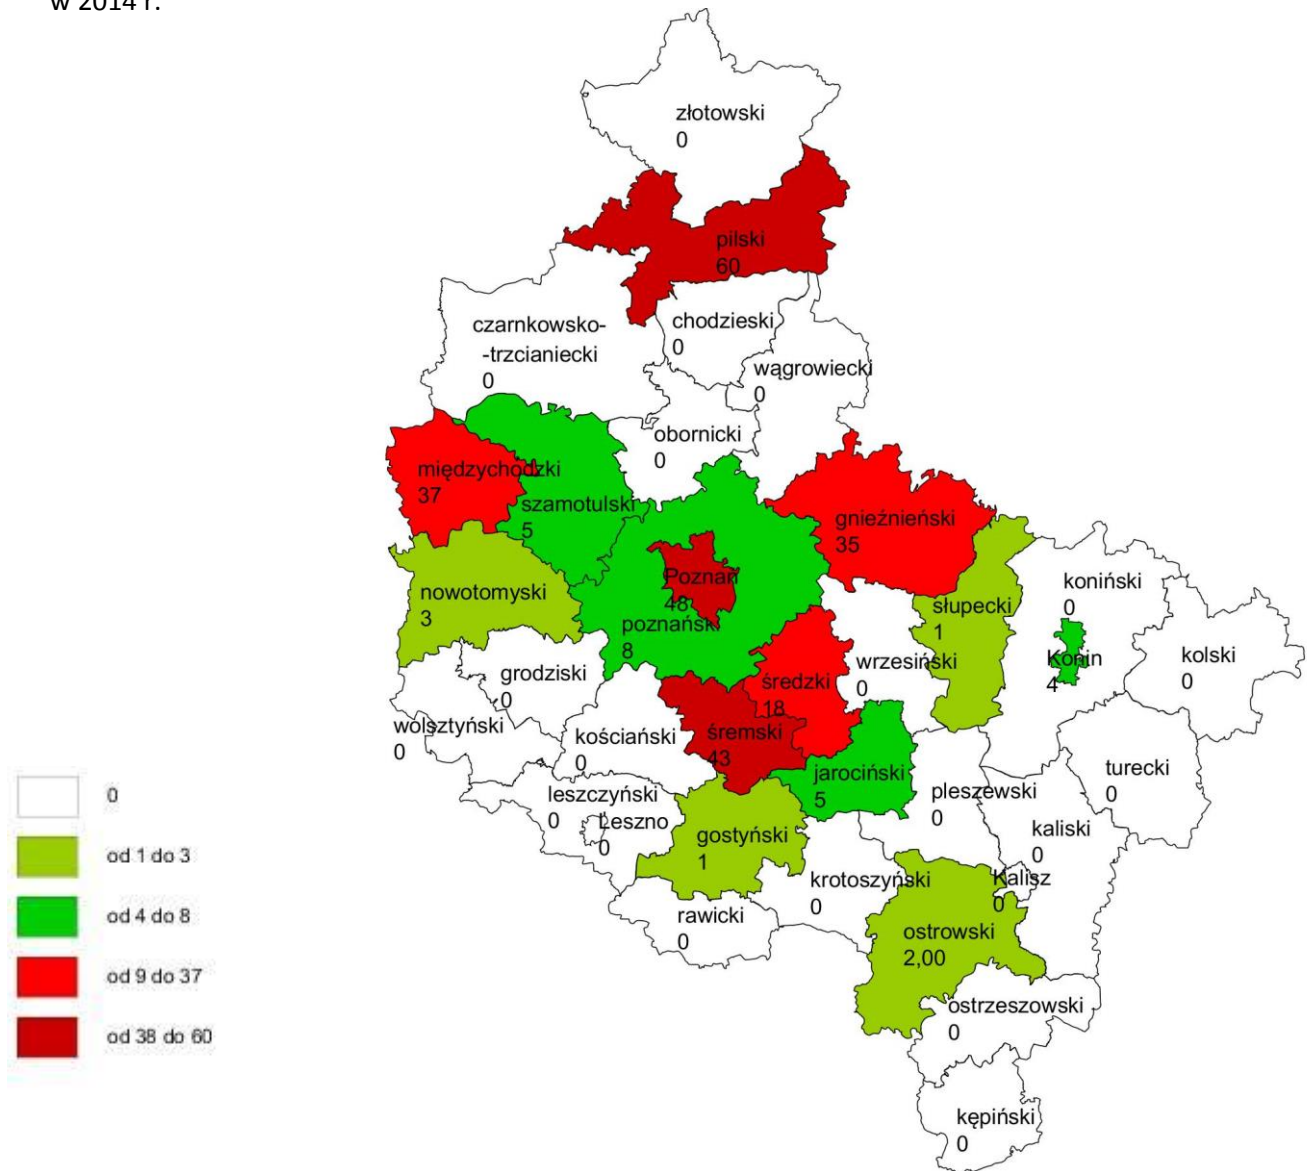 w 2014 r.
złotowski
0
pilski
60
czarnkowsko-
-trzcianiecki
0
chodzieski
0
wągrowiecki
0
obornicki
0
międzychodzki
37
szamotulski
5
gnieźnieński
35
nowotomyski
3
Poznań
48
poznański
8
słupecki
1
koniński
0
Konin
4
kolski
0
grodziski
0
średzki
18
wrzesiński
0
wolsztyński
0
kościański
0
śremski
43
jarociński
5
pleszewski
0
turecki
0
leszczyński
0
Leszno
0
gostyński
1
kaliski
0
krotoszyński
0
Kalisz
0
rawicki
0
ostrowski
2,00
ostrzeszowski
0
kępiński
0
0
od 1 do 3
od 4 do 8
od 9 do 37
od 38 do 60